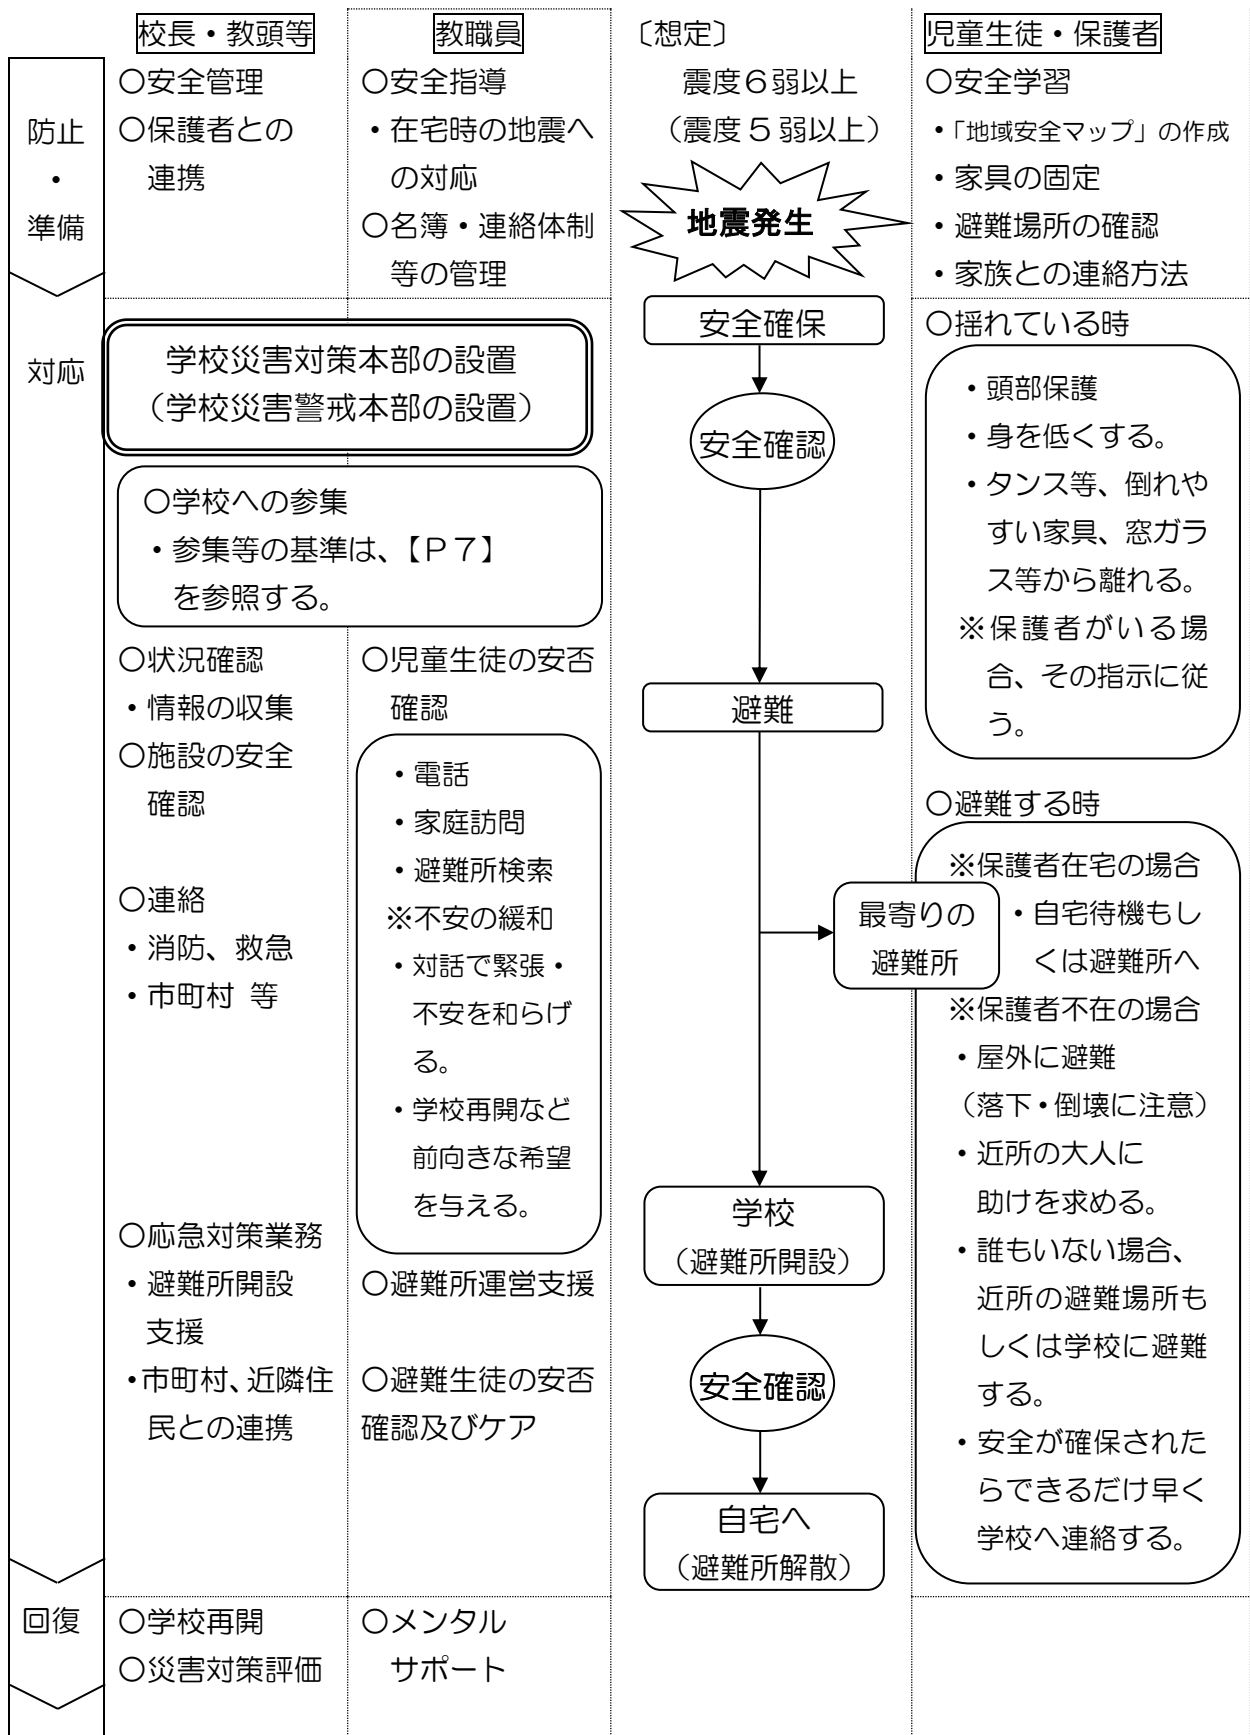 校長・教頭等
教職員
〔想定〕
児童生徒・保護者
防止
・
準備
〇安全管理
〇保護者との
連携
〇安全指導
・在宅時の地震へ
の対応
〇名簿・連絡体制
等の管理
震度６弱以上
（震度５弱以上）
地震発生
〇安全学習
・「地域安全マップ」の作成
・家具の固定
・避難場所の確認
・家族との連絡方法
対応
学校災害対策本部の設置
（学校災害警戒本部の設置）
〇学校への参集
・参集等の基準は、【Ｐ７】
を参照する。
〇状況確認
・情報の収集
〇施設の安全
確認
〇連絡
・消防、救急
・市町村 等
〇応急対策業務
・避難所開設
支援
・市町村、近隣住
民との連携
〇児童生徒の安否
確認
・電話
・家庭訪問
・避難所検索
※不安の緩和
・対話で緊張・
不安を和らげ
る。
・学校再開など
前向きな希望
を与える。
〇避難所運営支援
〇避難生徒の安否
確認及びケア
安全確保
安全確認
避難
最寄りの
避難所
学校
（避難所開設）
安全確認
自宅へ
（避難所解散）
〇揺れている時
・頭部保護
・身を低くする。
・タンス等、倒れや
すい家具、窓ガラ
ス等から離れる。
※保護者がいる場
合、その指示に従
う。
〇避難する時
※保護者在宅の場合
・自宅待機もし
くは避難所へ
※保護者不在の場合
・屋外に避難
（落下・倒壊に注意）
・近所の大人に
助けを求める。
・誰もいない場合、
近所の避難場所も
しくは学校に避難
する。
・安全が確保された
らできるだけ早く
学校へ連絡する。
回復
〇学校再開
〇災害対策評価
〇メンタル
サポート